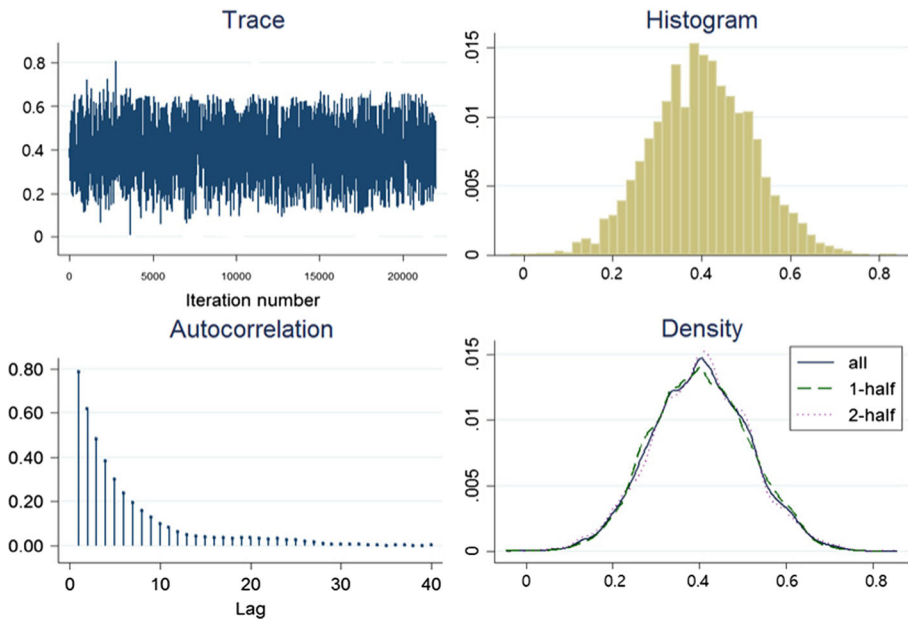 Trace
0.8
0.6
0.4
0.2
0
0 5000 10000 15000 20000
Iteration number
Histogram
.015
.01
.005
0
0 0.2 0.4 0.6 0.8
Autocorrelation
0.80
0.60
0.40
0.20
0.00
0 10 20 30 40
Lag
Density
.015
.01
.005
0
0 0.2 0.4 0.6 0.8
all
1-half
2-half